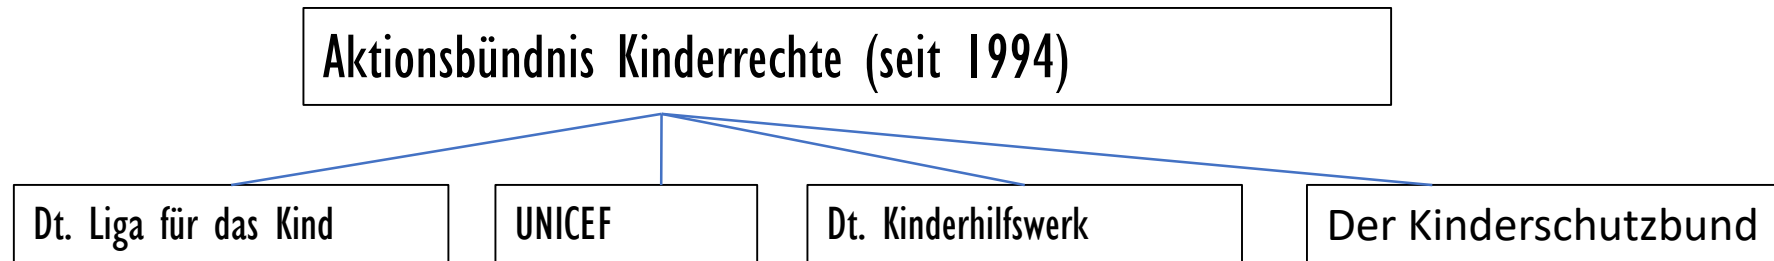 Aktionsbündnis Kinderrechte (seit 1994)
Dt. Liga für das Kind
UNICEF
Dt. Kinderhilfswerk
Der Kinderschutzbund